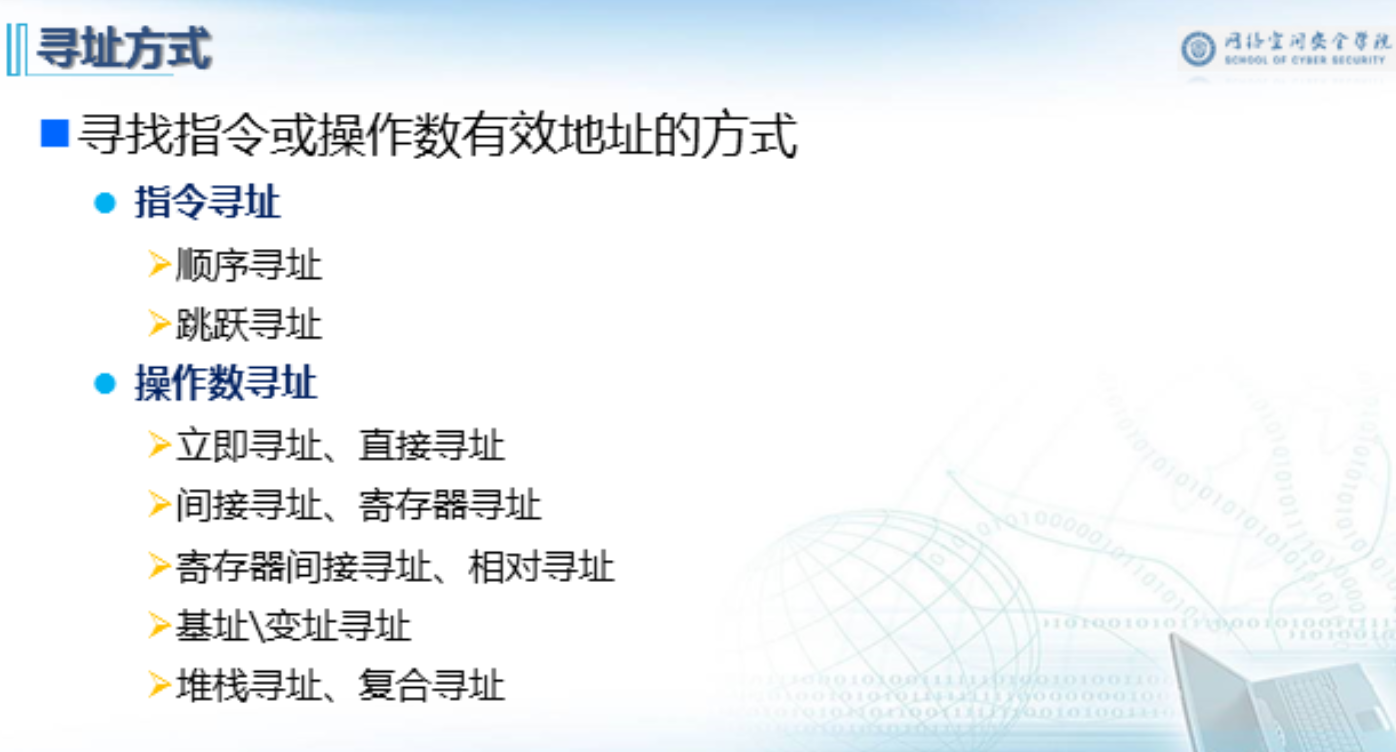 寻址方式
网络空间安全学院
SCHOOL OF CYBER SECURITY
寻找指令或操作数有效地址的方式
指令寻址
顺序寻址
跳跃寻址
操作数寻址
立即寻址、直接寻址
间接寻址、寄存器寻址
寄存器间接寻址、相对寻址
基址\变址寻址
堆栈寻址、复合寻址